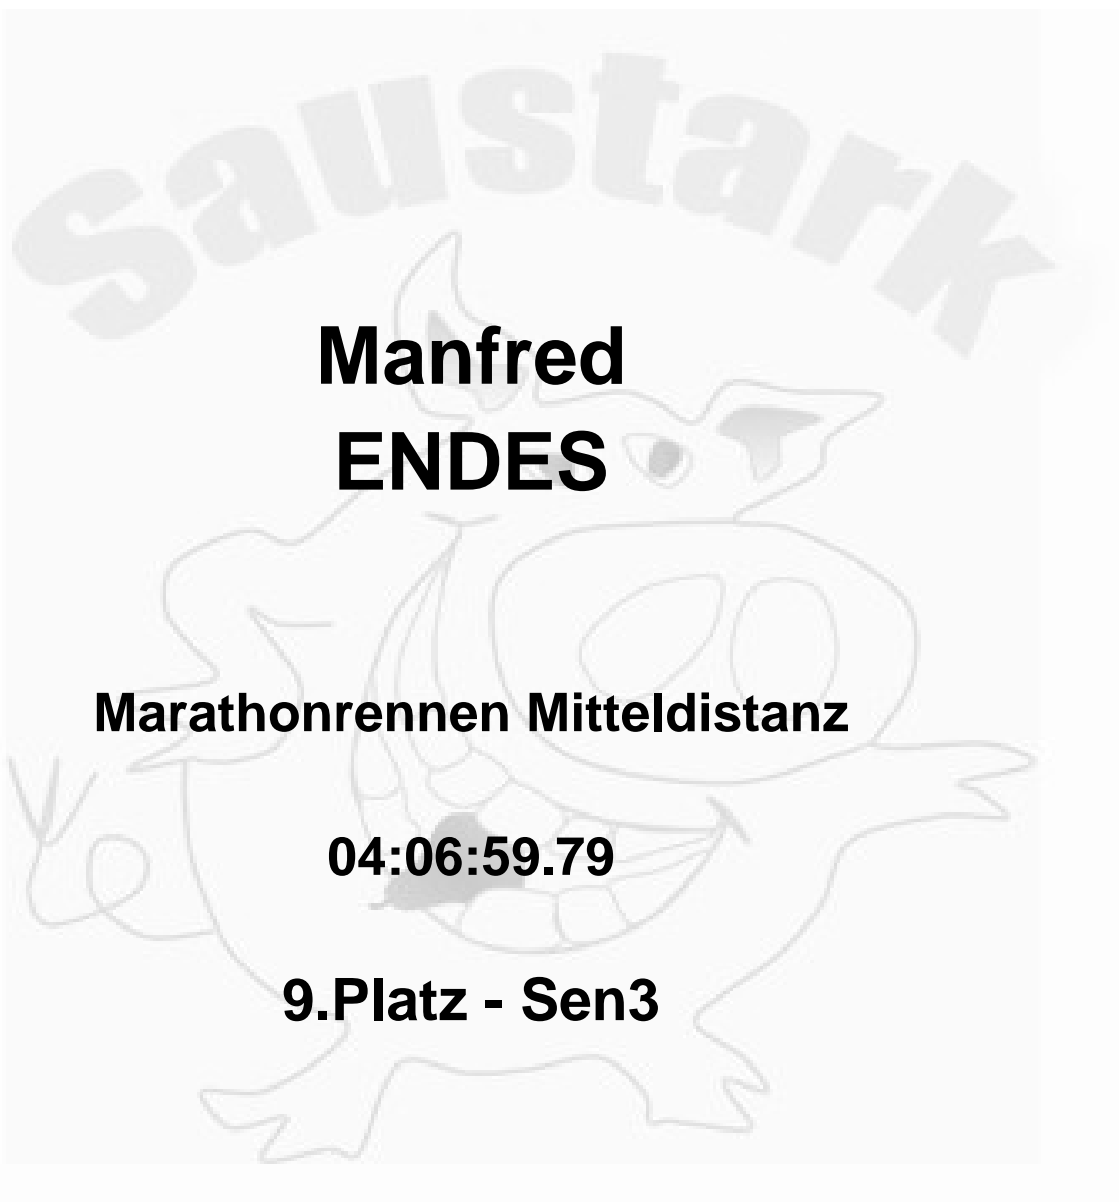 Saustark
Manfred
ENDES
Marathonrennen Mitteldistanz
04:06:59.79
9.Platz - Sen3